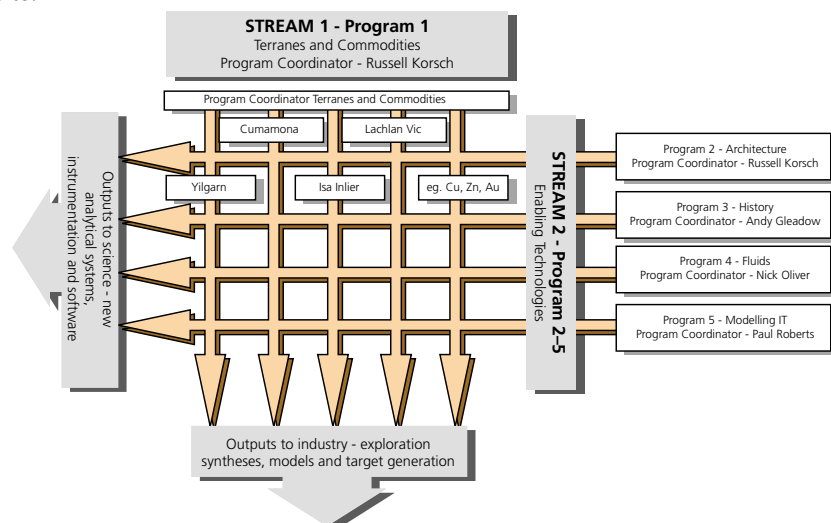 STREAM 1 - Program 1
Terranes and Commodities
Program Coordinator - Russell Korsch
Program Coordinator Terranes and Commodities
Cumamona
Lachlan Vic
Yilgarn
Isa Inlier
eg. Cu, Zn, Au
Outputs to science - new
analytical systems,
instrumentation and software
STREAM 2 - Program 2–5
Enabling Technologies
Program 2 - Architecture
Program Coordinator - Russell Korsch
Program 3 - History
Program Coordinator - Andy Gleadow
Program 4 - Fluids
Program Coordinator - Nick Oliver
Program 5 - Modelling IT
Program Coordinator - Paul Roberts
Outputs to industry - exploration
syntheses, models and target generation